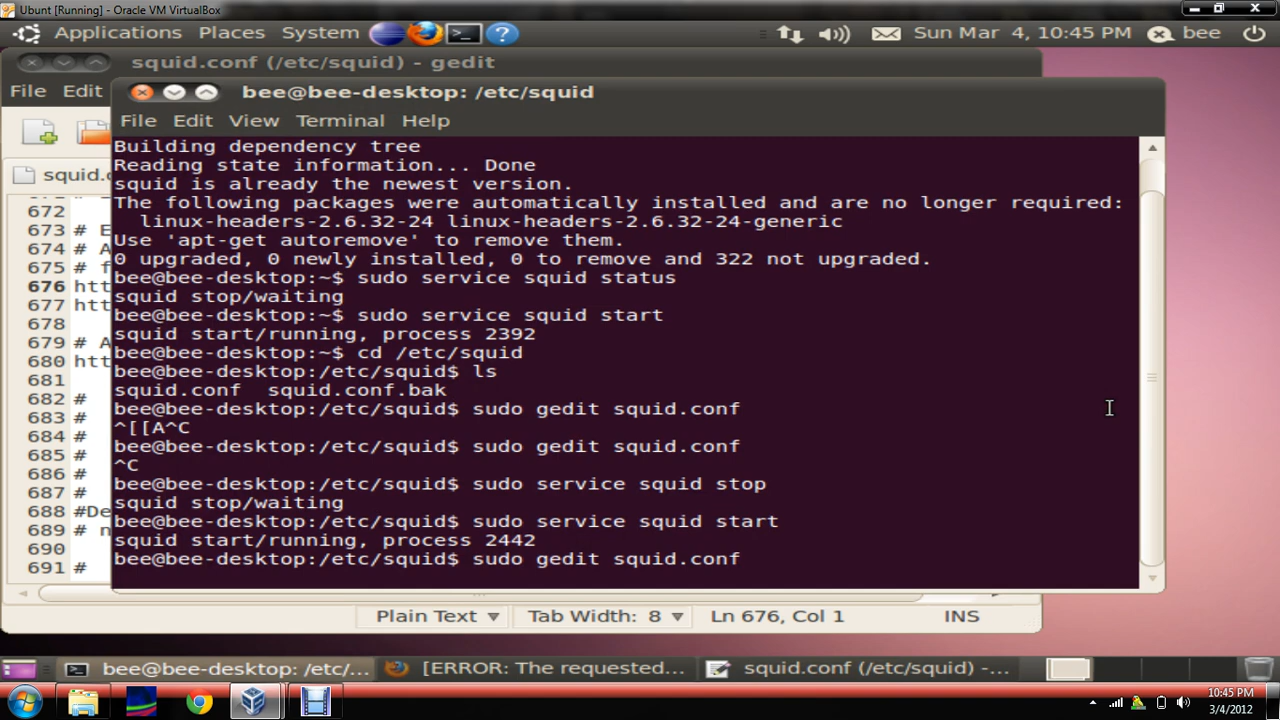 Ubunt [Running] - Oracle VM VirtualBox
Applications Places System Sun Mar 4, 10:45 PM bee
squid.conf (/etc/squid) - gedit
File Edit
bee@bee-desktop: /etc/squid
File Edit View Terminal Help
squid.c
Building dependency tree
Reading state information... Done
squid is already the newest version.
The following packages were automatically installed and are no longer required:
linux-headers-2.6.32-24 linux-headers-2.6.32-24-generic
Use 'apt-get autoremove' to remove them.
0 upgraded, 0 newly installed, 0 to remove and 322 not upgraded.
bee@bee-desktop:~$ sudo service squid status
squid stop/waiting
bee@bee-desktop:~$ sudo service squid start
squid start/running, process 2392
bee@bee-desktop:~$ cd /etc/squid
bee@bee-desktop:/etc/squid$ ls
squid.conf squid.conf.bak
bee@bee-desktop:/etc/squid$ sudo gedit squid.conf
^[[A^C
bee@bee-desktop:/etc/squid$ sudo gedit squid.conf
^C
bee@bee-desktop:/etc/squid$ sudo service squid stop
squid stop/waiting
bee@bee-desktop:/etc/squid$ sudo service squid start
squid start/running, process 2442
bee@bee-desktop:/etc/squid$ sudo gedit squid.conf
672
673 # E
674 # A
675 # f
676 htt
677 htt
678
679 # A
680 htt
681
682 #
683 #
684 #
685 #
686 #
687 #
688 #De
689 # n
690
691 #
Plain Text Tab Width: 8 Ln 676, Col 1 INS
bee@bee-desktop: /etc/... [ERROR: The requested... squid.conf (/etc/squid) -...
10:45 PM
3/4/2012